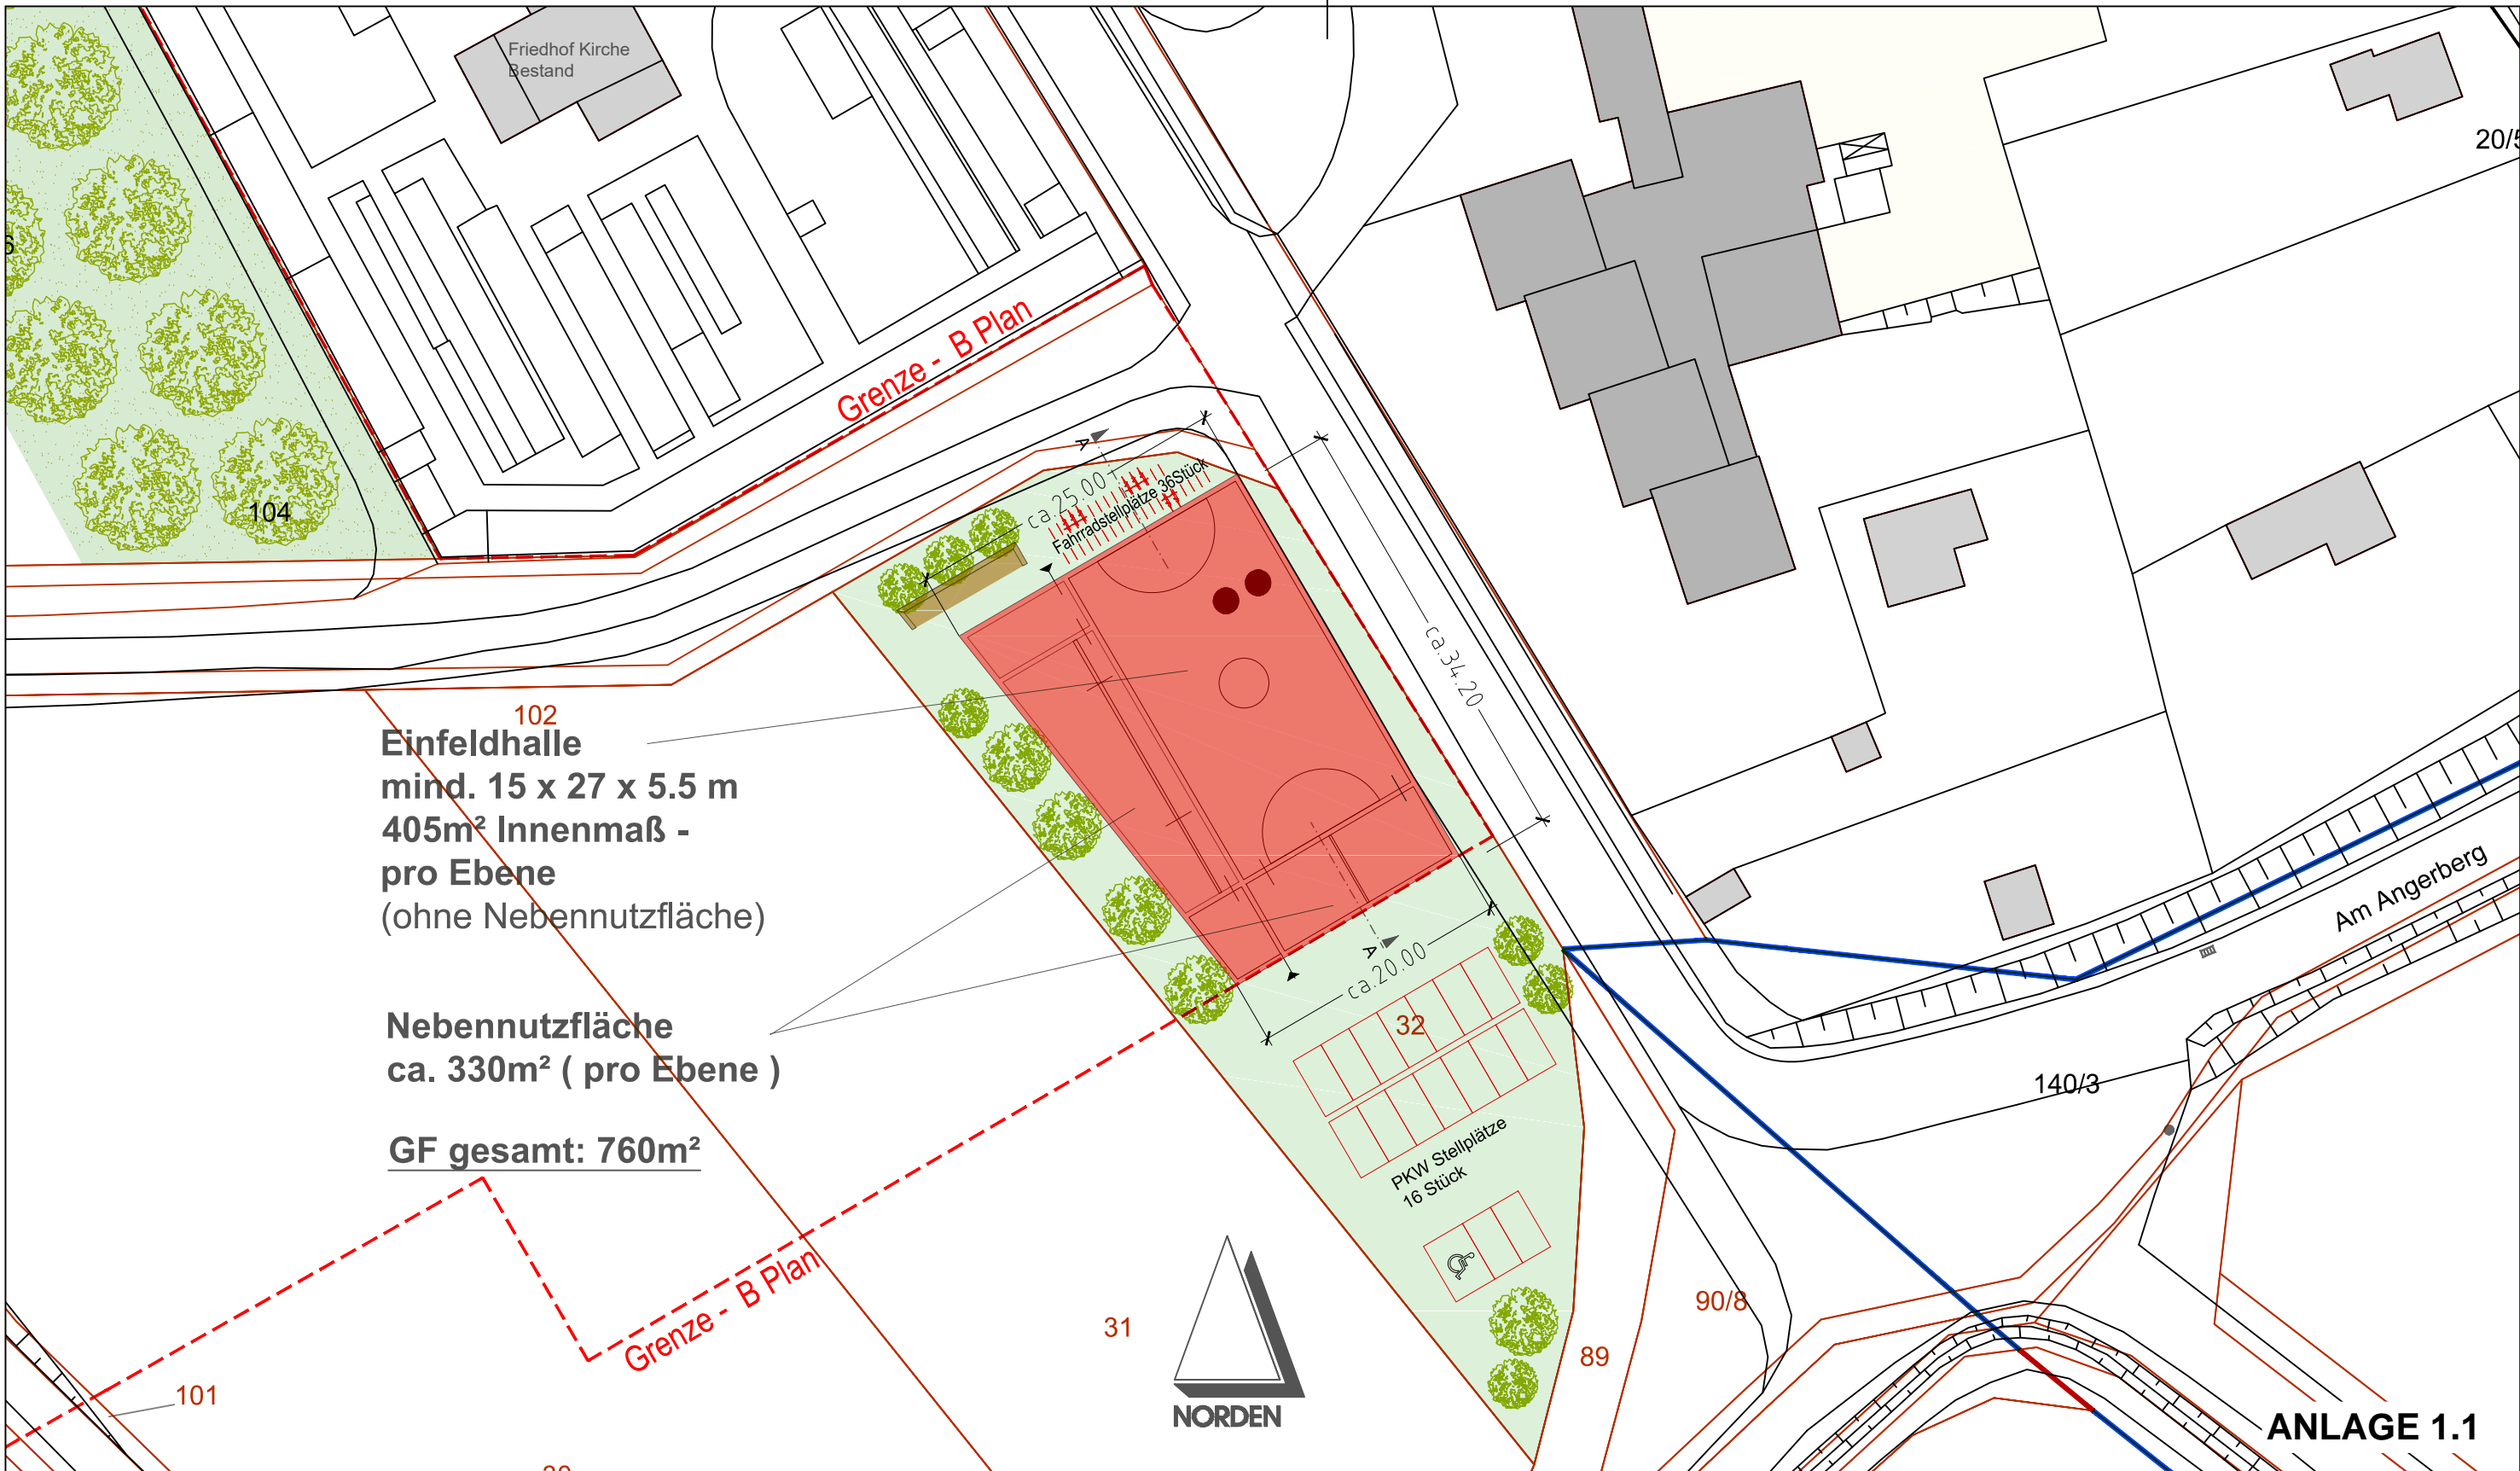 Friedhof Kirche
Bestand
20/5
6
Grenze - B Plan
104
A
ca.25.00
Fahrradstellplätze 36Stück
ca.34.20
102
Einfeldhalle
mind. 15 x 27 x 5.5 m
405m² Innenmaß -
pro Ebene
(ohne Nebennutzfläche)
Am Angerberg
A
ca.20.00
Nebennutzfläche
ca. 330m² ( pro Ebene )
32
140/3
GF gesamt: 760m²
PKW Stellplätze
16 Stück
Grenze - B Plan
31
90/8
89
101
NORDEN
ANLAGE 1.1